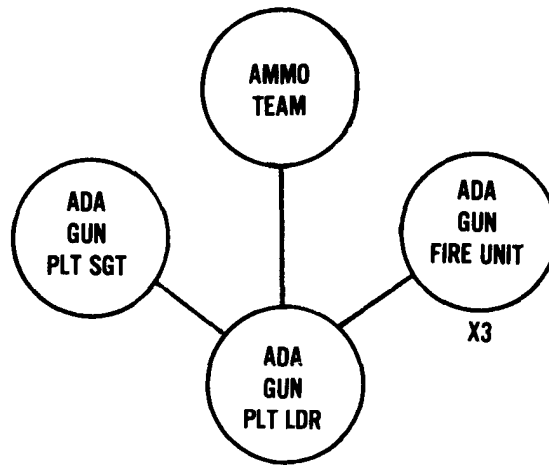 AMMO
TEAM
ADA
GUN
PLT SGT
ADA
GUN
FIRE UNIT
X3
ADA
GUN
PLT LDR